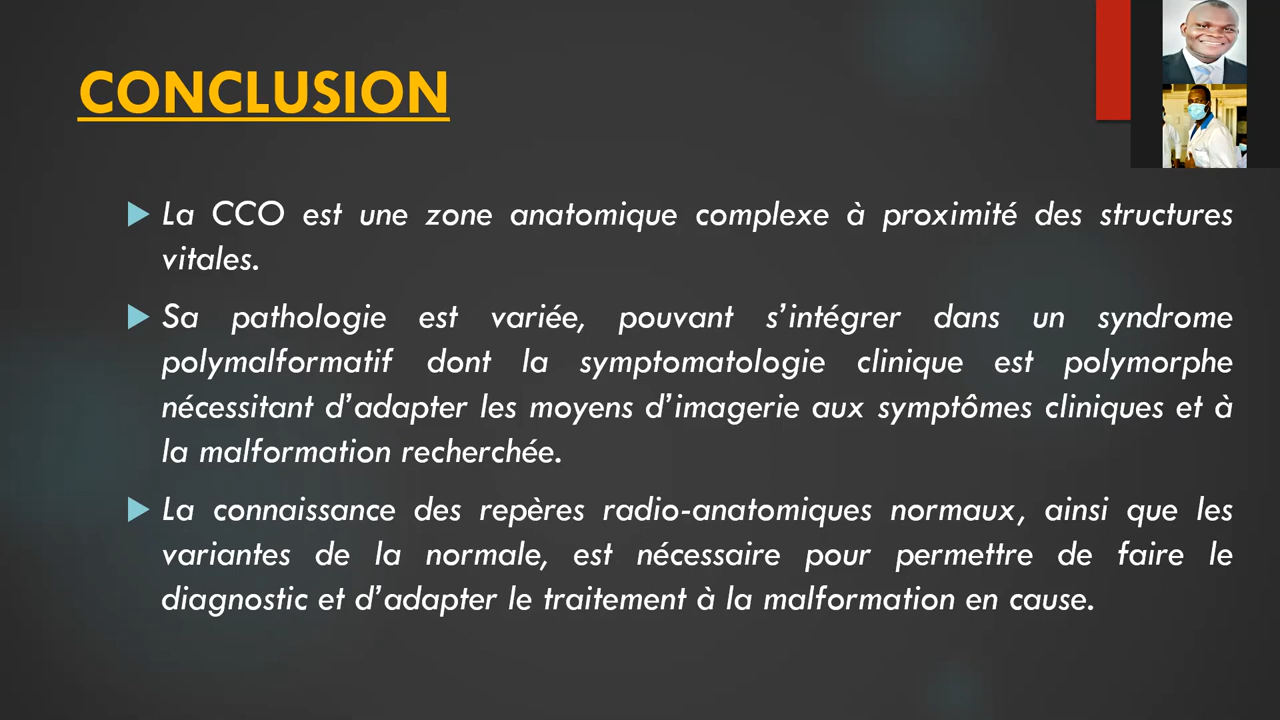 CONCLUSION
La CCO est une zone anatomique complexe à proximité des structures
vitales.
Sa pathologie est variée, pouvant s’intégrer dans un syndrome
polymalformatif dont la symptomatologie clinique est polymorphe
nécessitant d’adapter les moyens d’imagerie aux symptômes cliniques et à
la malformation recherchée.
La connaissance des repères radio-anatomiques normaux, ainsi que les
variantes de la normale, est nécessaire pour permettre de faire le
diagnostic et d’adapter le traitement à la malformation en cause.